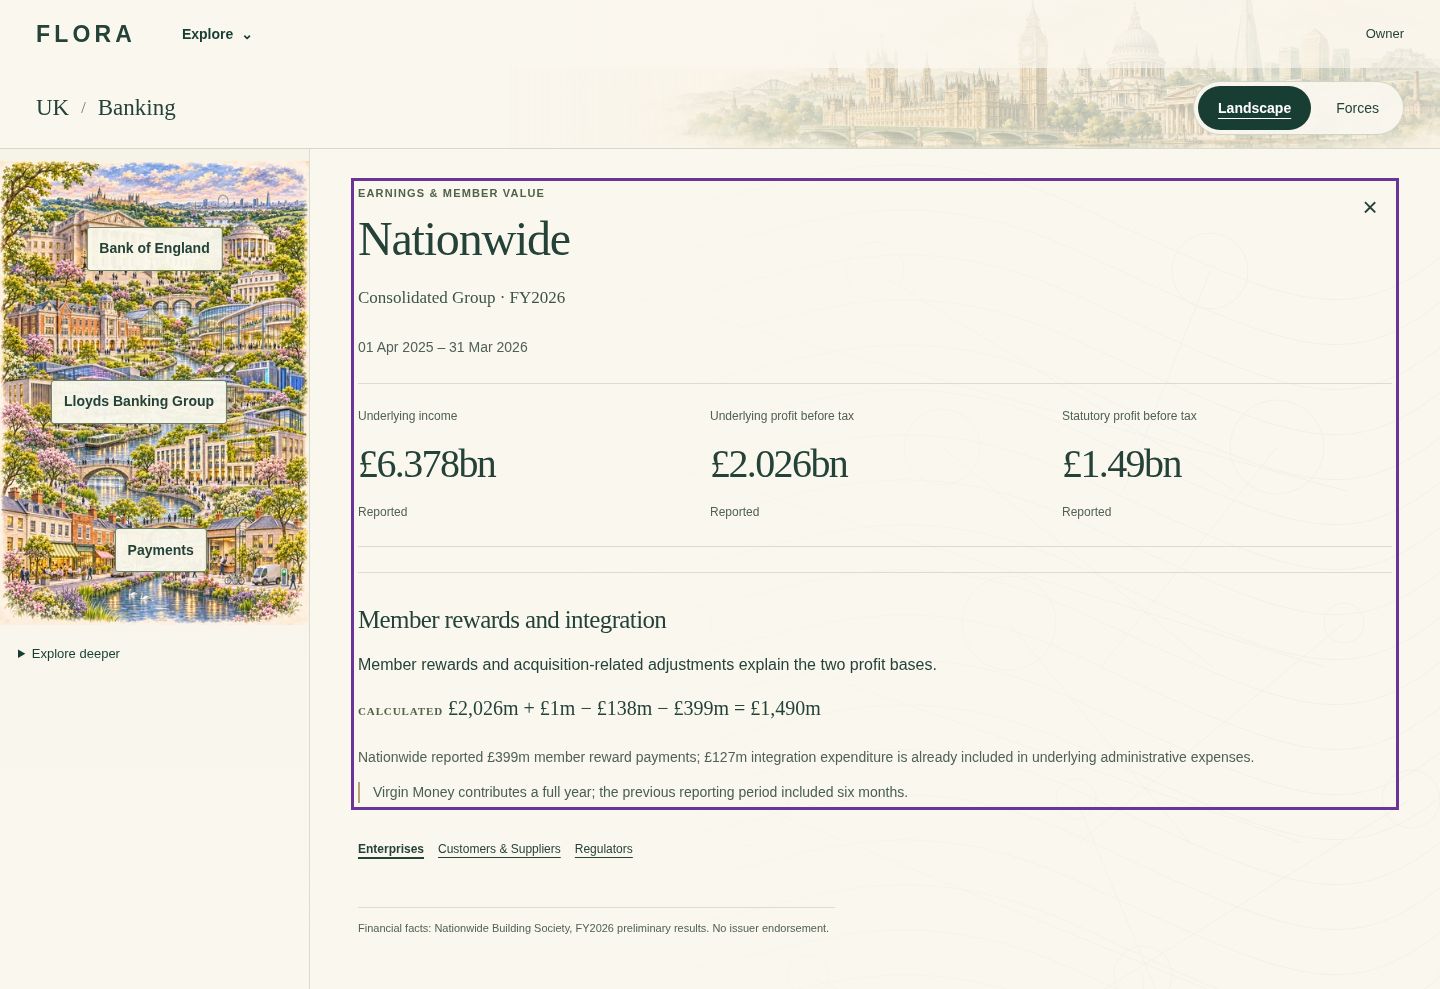 FLORA
Explore
Owner
UK / Banking
Landscape
Forces
Bank of England
Lloyds Banking Group
Payments
Explore deeper
EARNINGS & MEMBER VALUE
Nationwide
Consolidated Group · FY2026
01 Apr 2025 – 31 Mar 2026
Underlying income
£6.378bn
Reported
Underlying profit before tax
£2.026bn
Reported
Statutory profit before tax
£1.49bn
Reported
Member rewards and integration
Member rewards and acquisition-related adjustments explain the two profit bases.
CALCULATED £2,026m + £1m − £138m − £399m = £1,490m
Nationwide reported £399m member reward payments; £127m integration expenditure is already included in underlying administrative expenses.
Virgin Money contributes a full year; the previous reporting period included six months.
Enterprises Customers & Suppliers Regulators
Financial facts: Nationwide Building Society, FY2026 preliminary results. No issuer endorsement.